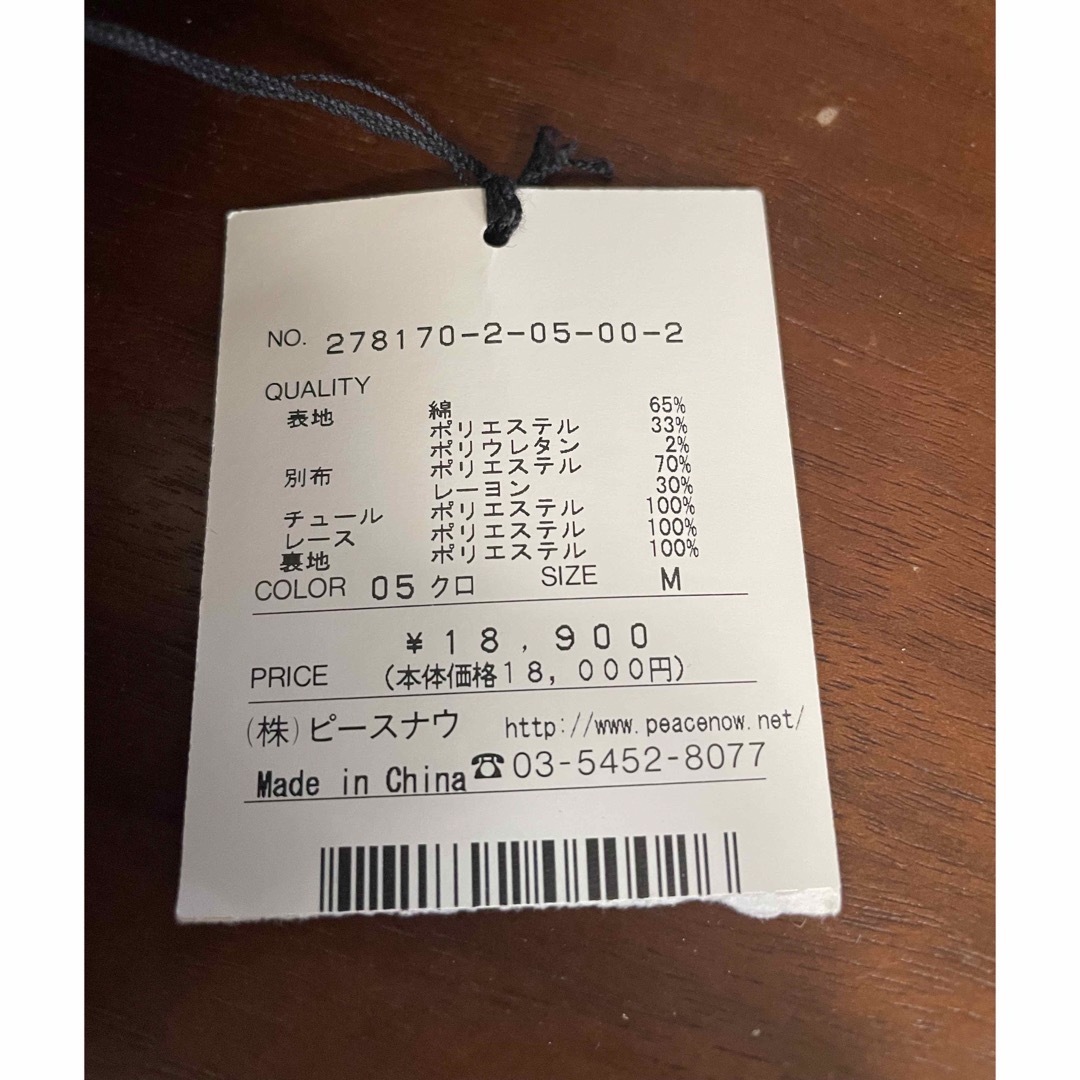 NO. 278170-2-05-00-2
QUALITY
表地 綿 65%
ポリエステル 33%
ポリウレタン 2%
別布 ポリエステル 70%
レーヨン 30%
チュール ポリエステル 100%
レース ポリエステル 100%
裏地 ポリエステル 100%
COLOR 05 クロ SIZE M
¥18,900
PRICE (本体価格18,000円)
(株)ピースナウ http://www.peacenow.net/
Made in China ☎03-5452-8077